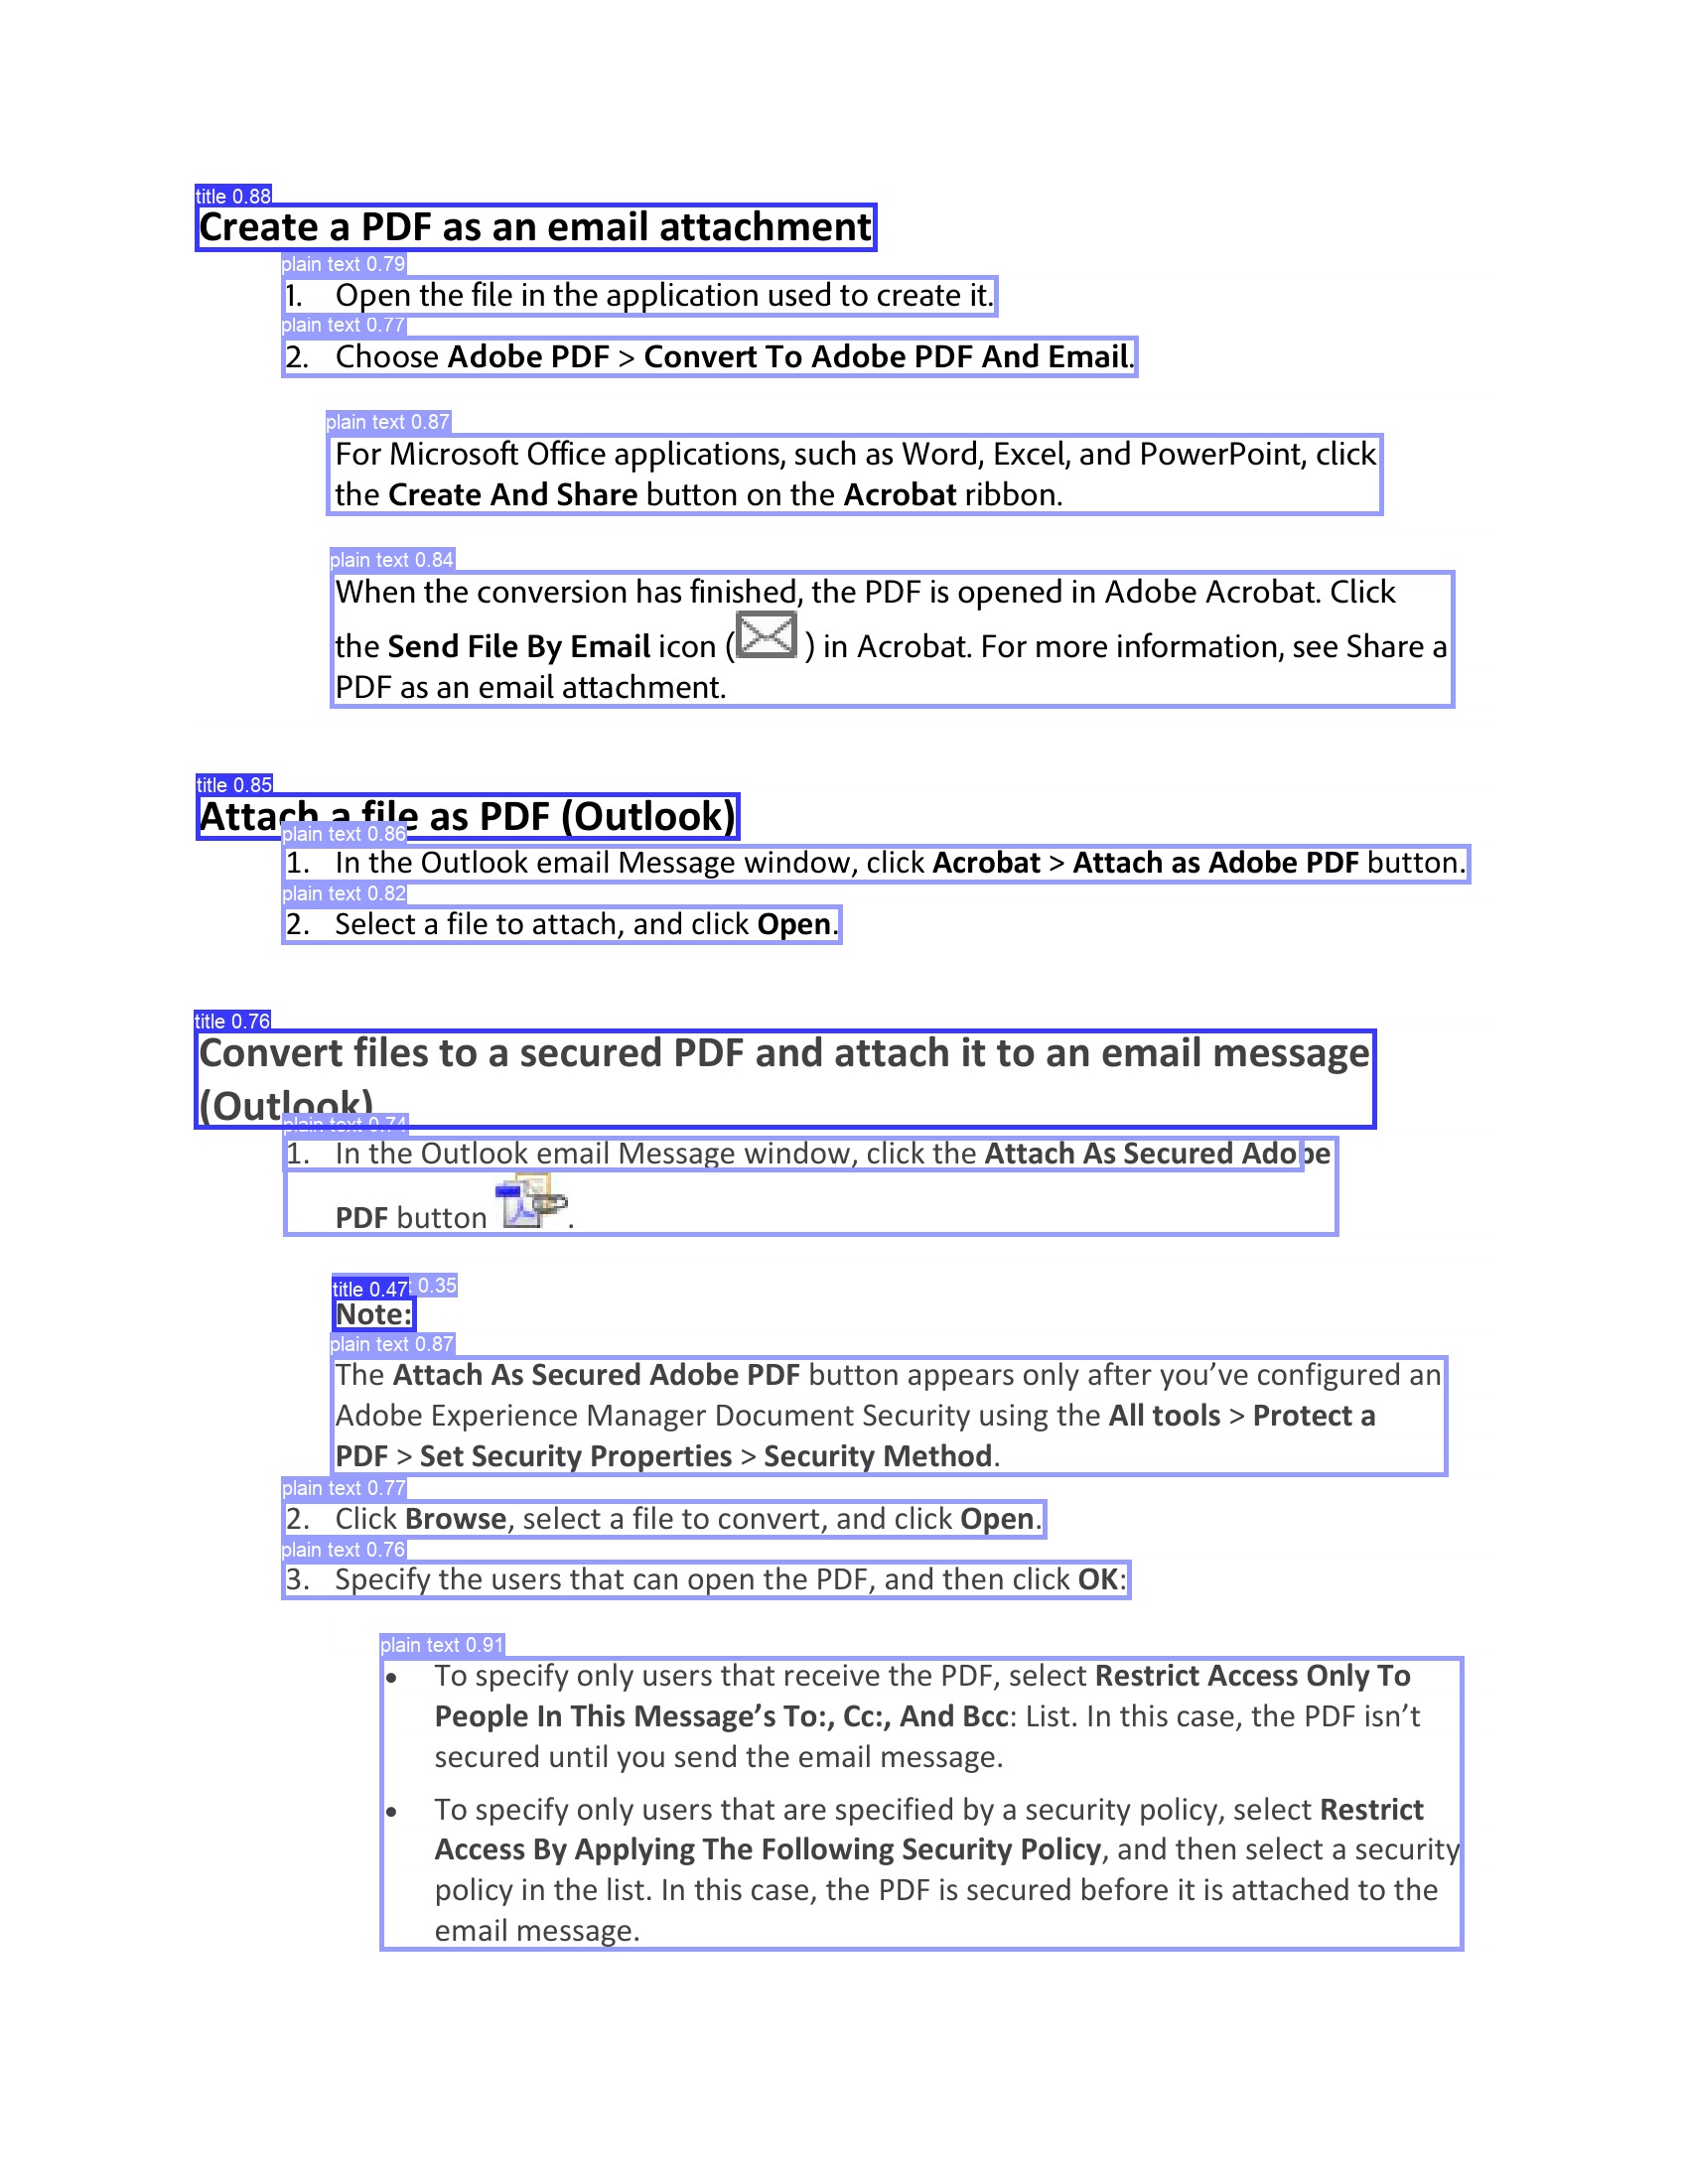 title 0.88
Create a PDF as an email attachment
plain text 0.79
1. Open the file in the application used to create it.
plain text 0.77
2. Choose Adobe PDF > Convert To Adobe PDF And Email.
plain text 0.87
For Microsoft Office applications, such as Word, Excel, and PowerPoint, click
the Create And Share button on the Acrobat ribbon.
plain text 0.84
When the conversion has finished, the PDF is opened in Adobe Acrobat. Click
the Send File By Email icon ( ) in Acrobat. For more information, see Share a
PDF as an email attachment.
title 0.85
Attach a file as PDF (Outlook)
plain text 0.86
1. In the Outlook email Message window, click Acrobat > Attach as Adobe PDF button.
plain text 0.82
2. Select a file to attach, and click Open.
title 0.76
Convert files to a secured PDF and attach it to an email message
(Outlook)
plain text 0.74
1. In the Outlook email Message window, click the Attach As Secured Adobe
PDF button .
title 0.47 0.35
Note:
plain text 0.87
The Attach As Secured Adobe PDF button appears only after you’ve configured an
Adobe Experience Manager Document Security using the All tools > Protect a
PDF > Set Security Properties > Security Method.
plain text 0.77
2. Click Browse, select a file to convert, and click Open.
plain text 0.76
3. Specify the users that can open the PDF, and then click OK:
plain text 0.91
• To specify only users that receive the PDF, select Restrict Access Only To
People In This Message’s To:, Cc:, And Bcc: List. In this case, the PDF isn’t
secured until you send the email message.
• To specify only users that are specified by a security policy, select Restrict
Access By Applying The Following Security Policy, and then select a security
policy in the list. In this case, the PDF is secured before it is attached to the
email message.